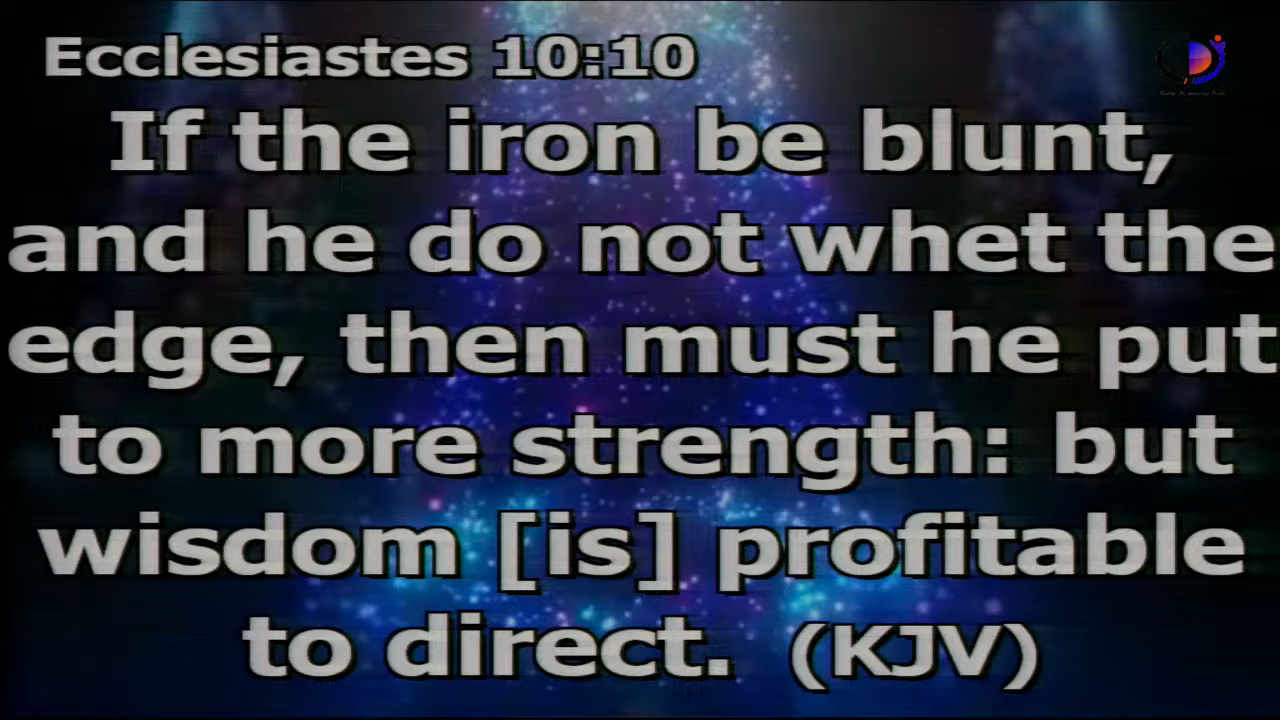 Ecclesiastes 10:10
If the iron be blunt,
and he do not whet the
edge, then must he put
to more strength: but
wisdom [is] profitable
to direct. (KJV)